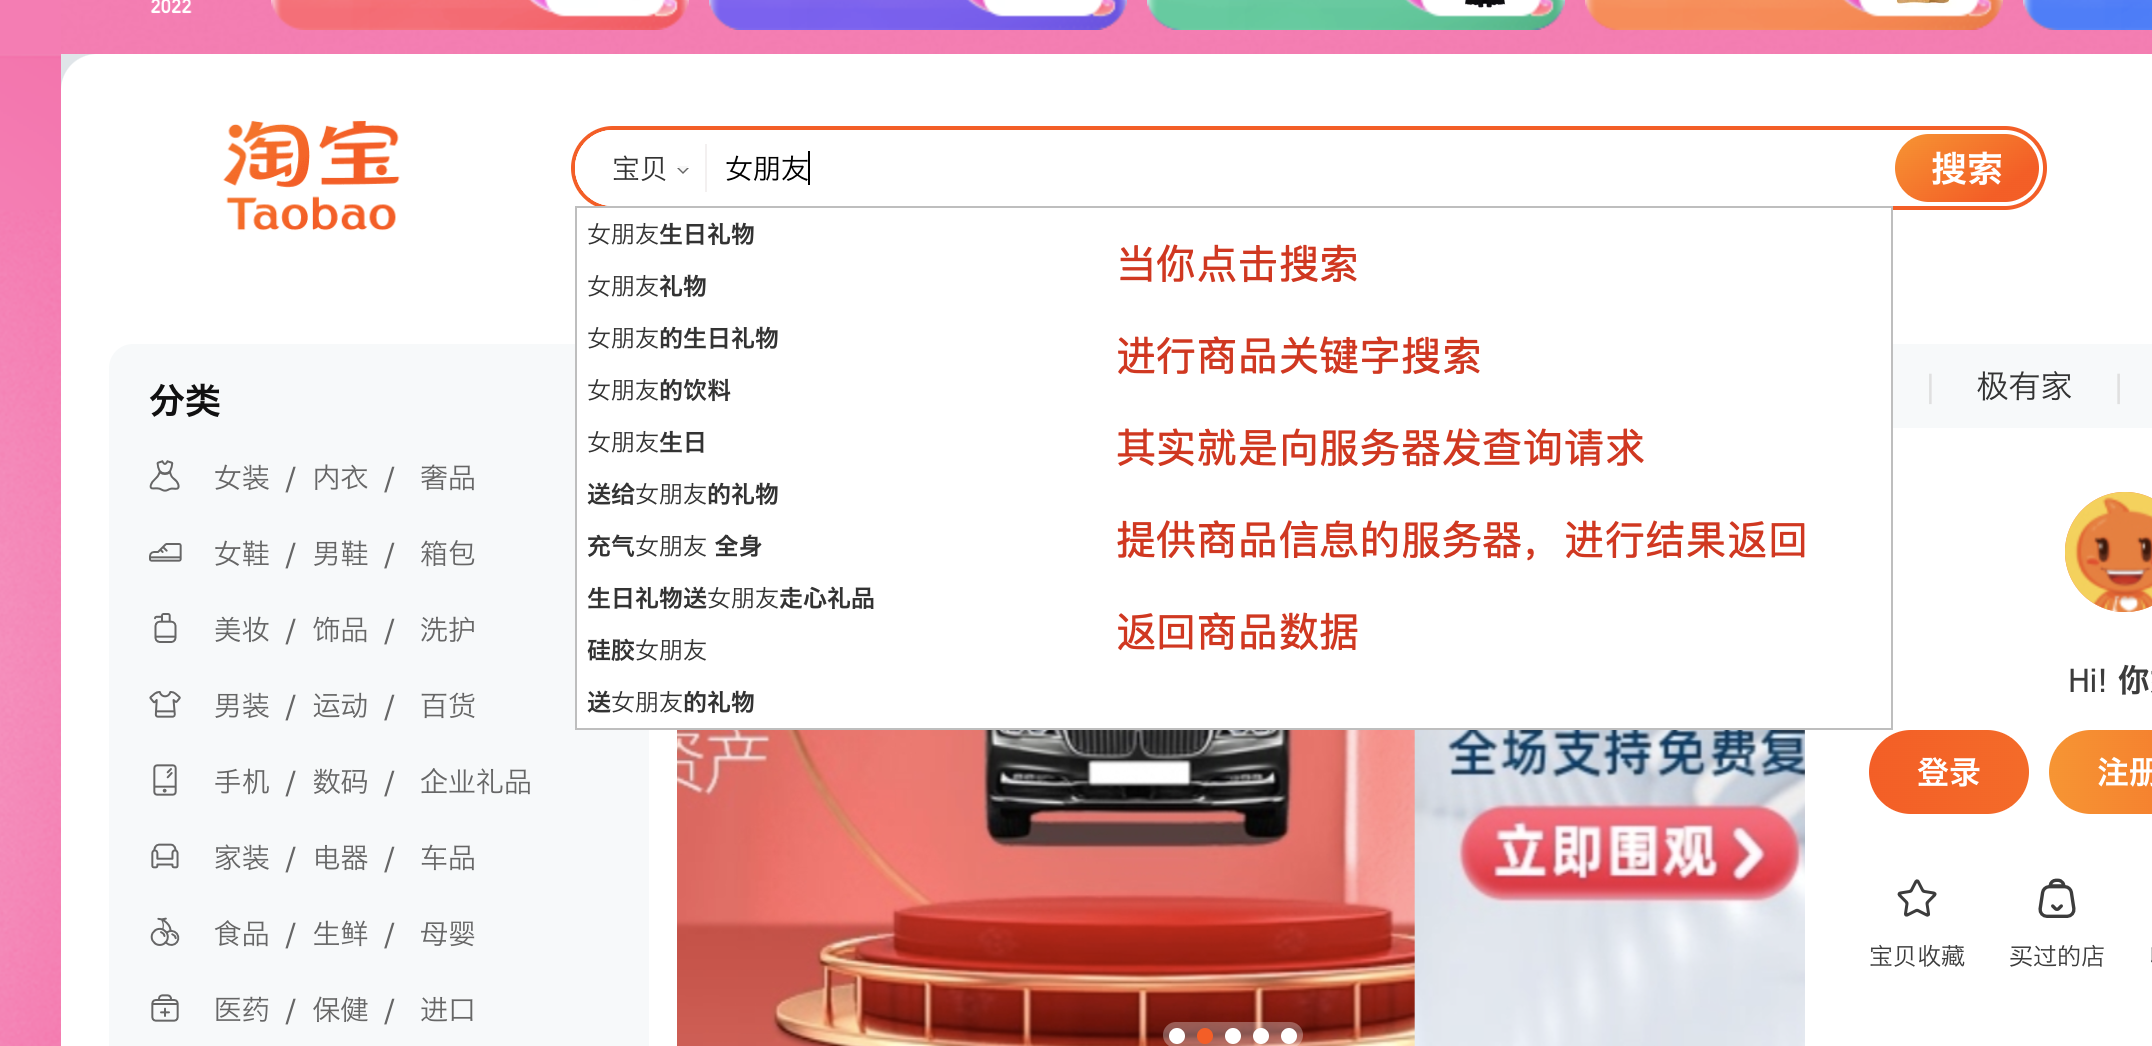 2022
淘宝
Taobao
宝贝 女朋友
搜索
女朋友生日礼物
女朋友礼物
女朋友的生日礼物
女朋友的饮料
女朋友生日
送给女朋友的礼物
充气女朋友 全身
生日礼物送女朋友走心礼品
硅胶女朋友
送女朋友的礼物
当你点击搜索
进行商品关键字搜索
其实就是向服务器发查询请求
提供商品信息的服务器，进行结果返回
返回商品数据
分类
女装 / 内衣 / 奢品
女鞋 / 男鞋 / 箱包
美妆 / 饰品 / 洗护
男装 / 运动 / 百货
手机 / 数码 / 企业礼品
家装 / 电器 / 车品
食品 / 生鲜 / 母婴
医药 / 保健 / 进口
资产
全场支持免费复
立即围观
极有家
Hi! 你
登录
注册
宝贝收藏
买过的店